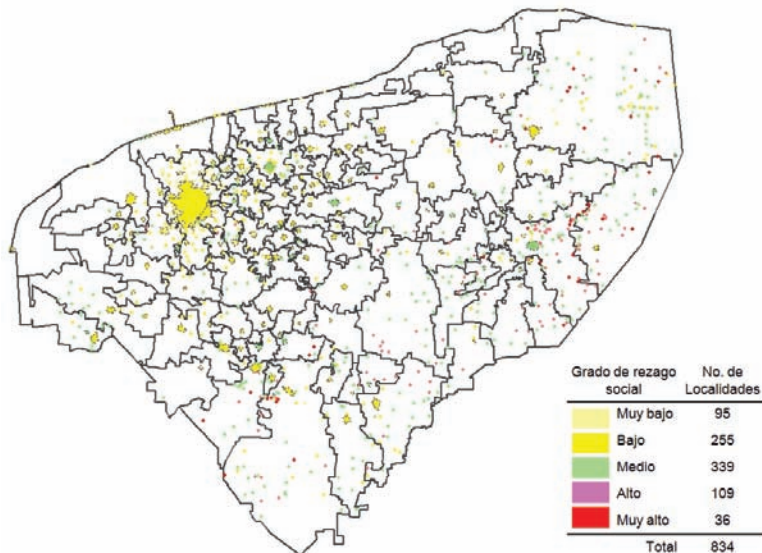 Grado de rezago social No. de Localidades
Muy bajo 95
Bajo 255
Medio 339
Alto 109
Muy alto 36
Total 834